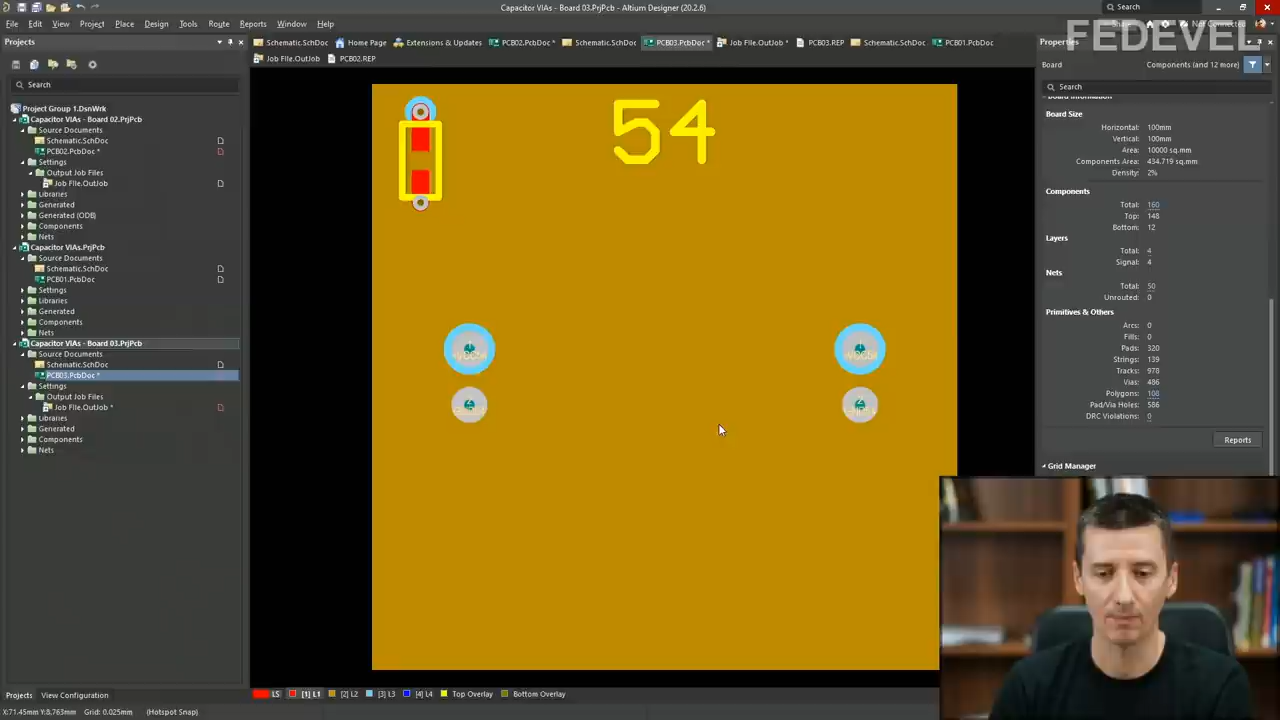 Capacitor VIAs - Board 03.PrjPcb - Altium Designer (20.2.6)
Search
File Edit View Project Place Design Tools Route Reports Window Help
Share
Not Connected
FEDEVEL
Projects
Schematic.SchDoc Home Page Extensions & Updates PCB02.PcbDoc * Schematic.SchDoc PCB03.PcbDoc * Job FIle.OutJob * PCB03.REP Schematic.SchDoc PCB01.PcbDoc
Job FIle.OutJob PCB02.REP
Search
Project Group 1.DsnWrk
Capacitor VIAs - Board 02.PrjPcb
Source Documents
Schematic.SchDoc
PCB02.PcbDoc *
Settings
Output Job Files
Job FIle.OutJob
Libraries
Generated
Generated (ODB)
Components
Nets
Capacitor VIAs.PrjPcb
Source Documents
Schematic.SchDoc
PCB01.PcbDoc
Settings
Libraries
Generated
Components
Nets
Capacitor VIAs - Board 03.PrjPcb
Source Documents
Schematic.SchDoc
PCB03.PcbDoc *
Settings
Output Job Files
Job FIle.OutJob *
Libraries
Generated
Components
Nets
54
Properties
Board Components (and 12 more)
Search
Board Information
Board Size
Horizontal: 100mm
Vertical: 100mm
Area: 10000 sq.mm
Components Area: 434.719 sq.mm
Density: 2%
Components
Total: 160
Top: 148
Bottom: 12
Layers
Total: 4
Signal: 4
Nets
Total: 50
Unrouted: 0
Primitives & Others
Arcs: 0
Fills: 0
Pads: 320
Strings: 139
Tracks: 978
Vias: 486
Polygons: 108
Pad/Via Holes: 586
DRC Violations: 0
Reports
Grid Manager
LS [1] L1 [2] L2 [3] L3 [4] L4 Top Overlay Bottom Overlay
Projects View Configuration
X:71.45mm Y:8.763mm Grid: 0.025mm (Hotspot Snap)